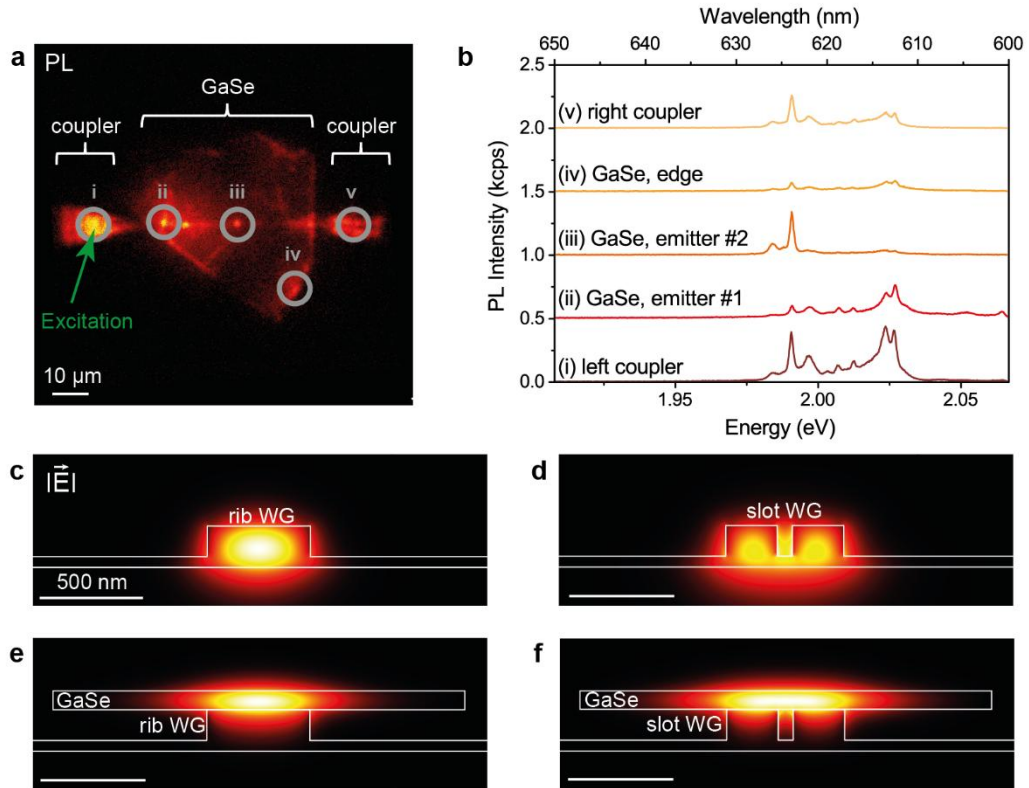 a
PL
GaSe
coupler
coupler
i
ii
iii
v
iv
Excitation
10 µm
b
Wavelength (nm)
650 640 630 620 610 600
PL Intensity (kcps)
2.5
2.0
1.5
1.0
0.5
0.0
(v) right coupler
(iv) GaSe, edge
(iii) GaSe, emitter #2
(ii) GaSe, emitter #1
(i) left coupler
1.95 2.00 2.05
Energy (eV)
c
|E|
rib WG
500 nm
d
slot WG
e
GaSe
rib WG
f
GaSe
slot WG